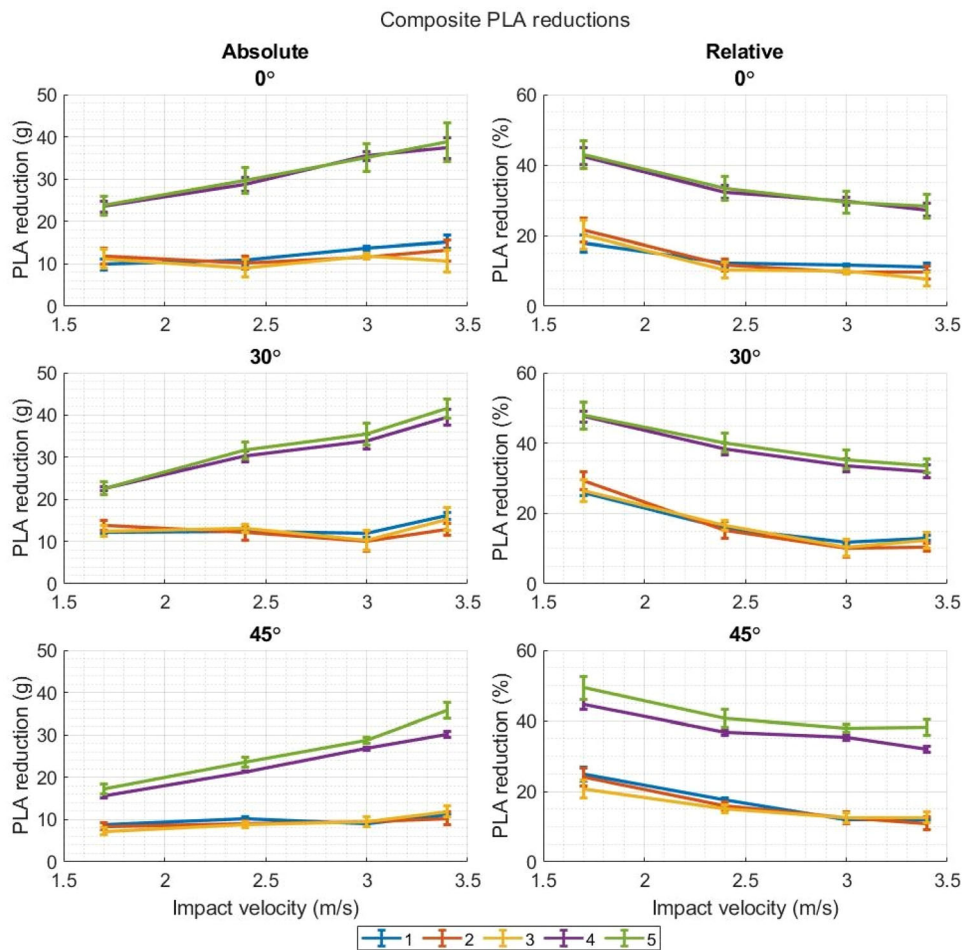 Composite PLA reductions
Absolute
0°
PLA reduction (g)
50
40
30
20
10
0
1.5 2 2.5 3 3.5
Relative
0°
PLA reduction (%)
60
40
20
0
1.5 2 2.5 3 3.5
30°
PLA reduction (g)
50
40
30
20
10
0
1.5 2 2.5 3 3.5
30°
PLA reduction (%)
60
40
20
0
1.5 2 2.5 3 3.5
45°
PLA reduction (g)
50
40
30
20
10
0
1.5 2 2.5 3 3.5
Impact velocity (m/s)
45°
PLA reduction (%)
60
40
20
0
1.5 2 2.5 3 3.5
Impact velocity (m/s)
1 2 3 4 5